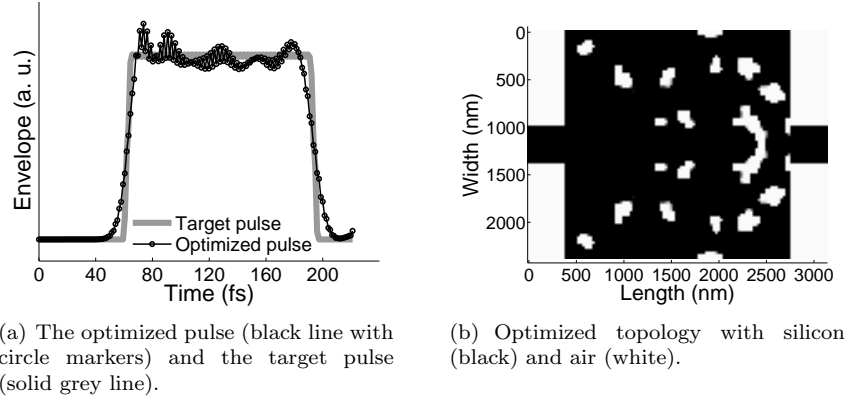 Envelope (a. u.)
Target pulse
Optimized pulse
0 40 80 120 160 200
Time (fs)
0
500
1000
1500
2000
Width (nm)
0 500 1000 1500 2000 2500 3000
Length (nm)
(a) The optimized pulse (black line with
circle markers) and the target pulse
(solid grey line).
(b) Optimized topology with silicon
(black) and air (white).